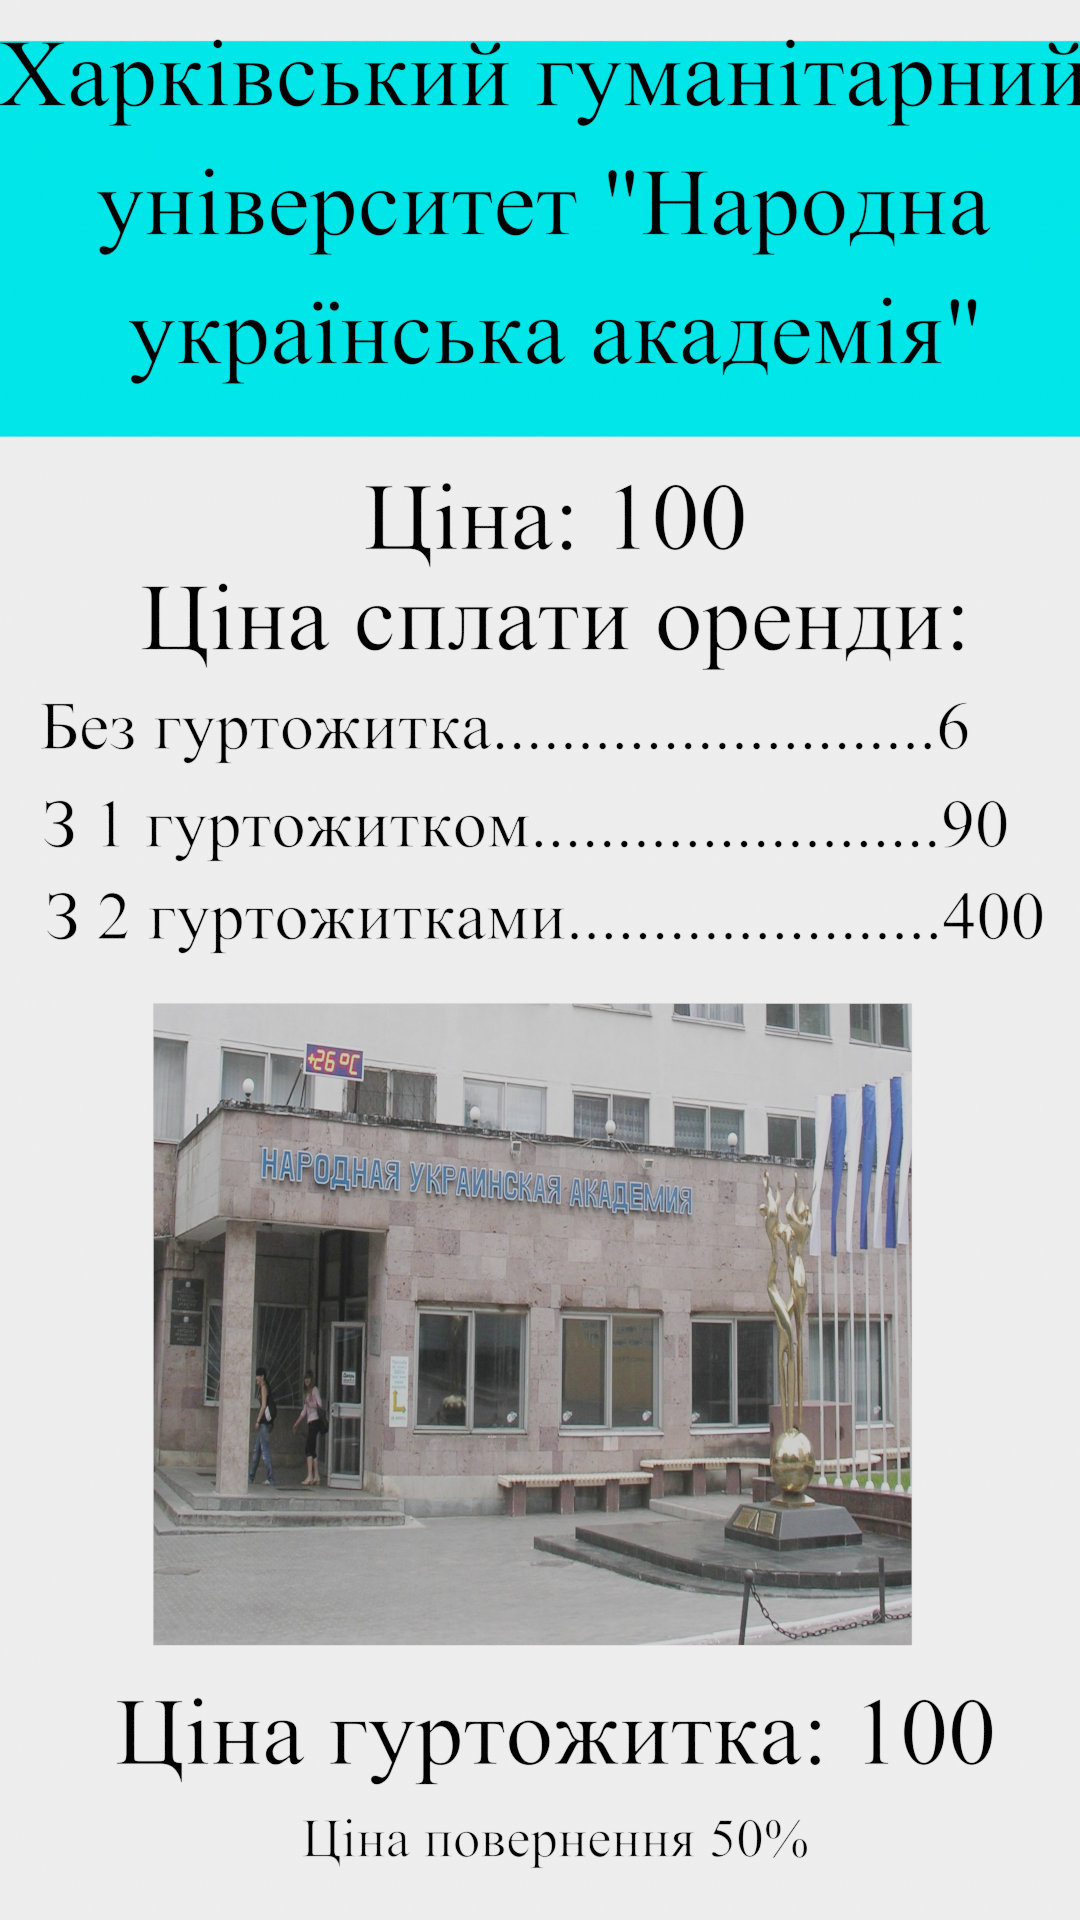 Харківський гуманітарний
університет "Народна
українська академія"
Ціна: 100
Ціна сплати оренди:
Без гуртожитка..........................6
З 1 гуртожитком........................90
З 2 гуртожитками......................400
+26 °C
НАРОДНАЯ УКРАИНСКАЯ АКАДЕМИЯ
Ціна гуртожитка: 100
Ціна повернення 50%